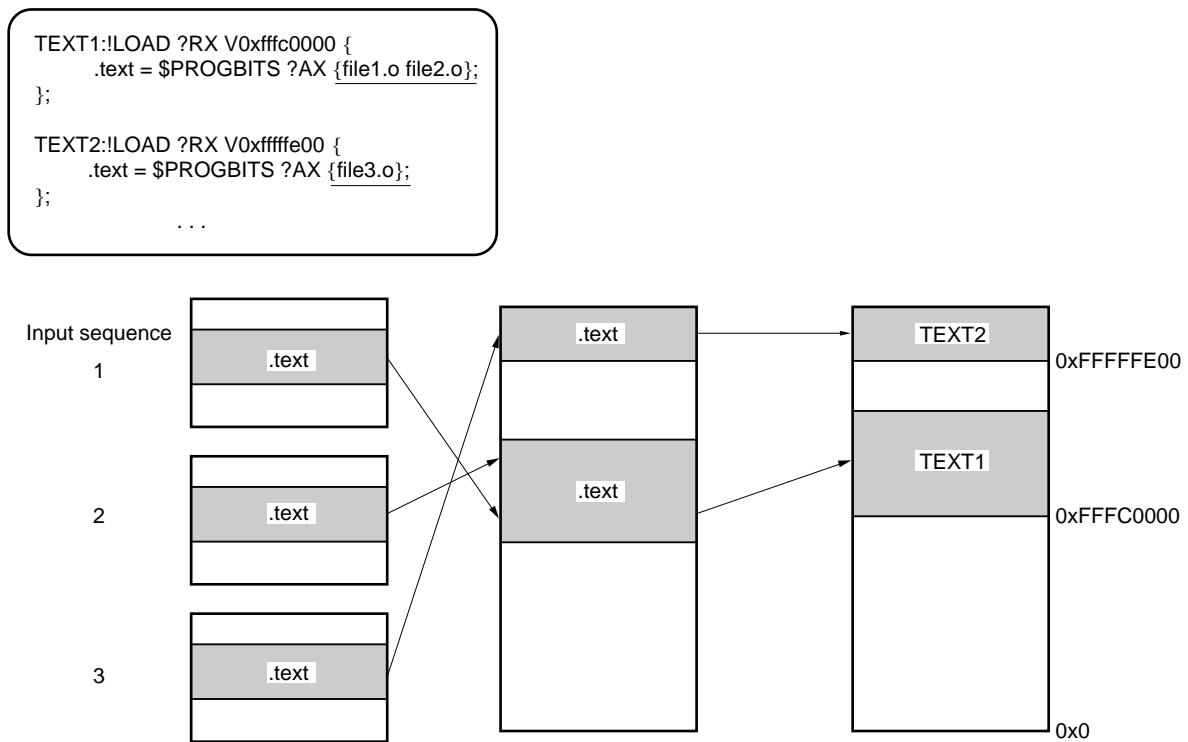 TEXT1:!LOAD ?RX V0xfffc0000 {
.text = $PROGBITS ?AX {file1.o file2.o};
};
TEXT2:!LOAD ?RX V0xfffffe00 {
.text = $PROGBITS ?AX {file3.o};
};
. . .
Input sequence
1
.text
2
.text
3
.text
.text
.text
TEXT2
0xFFFFFE00
TEXT1
0xFFFC0000
0x0